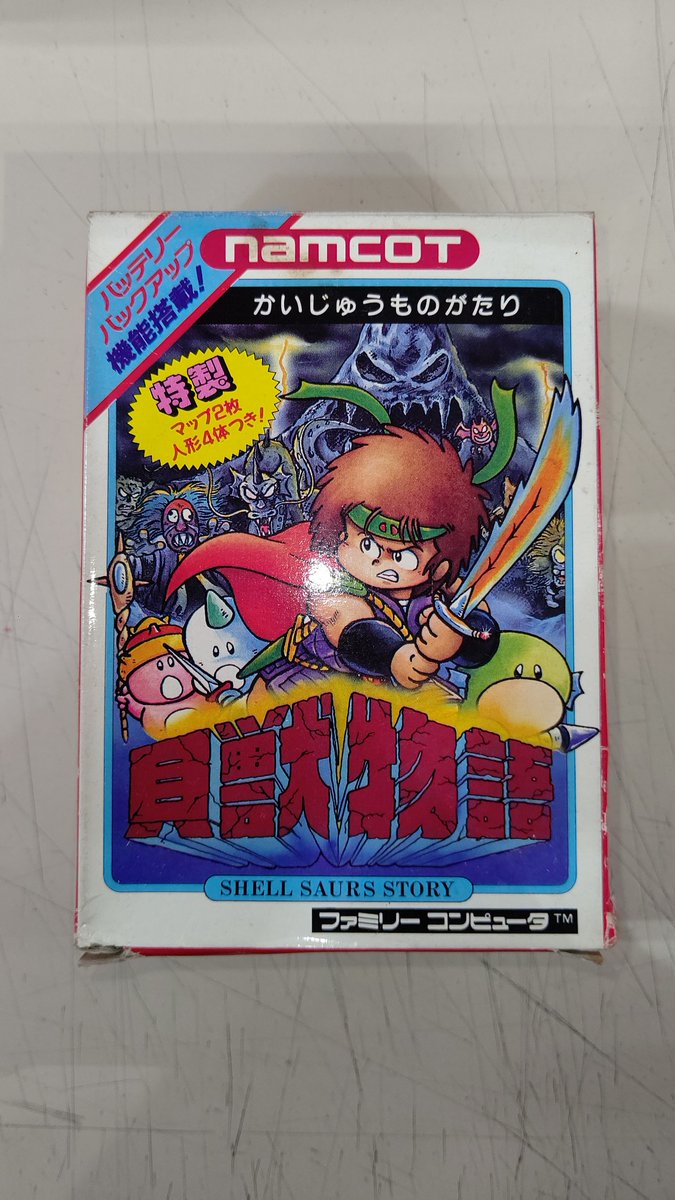 バッテリー
バックアップ
機能搭載!
namcot
かいじゅうものがたり
特製
マップ2枚
人形4体つき!
貝獣物語
SHELL SAURS STORY
ファミリー コンピュータ™